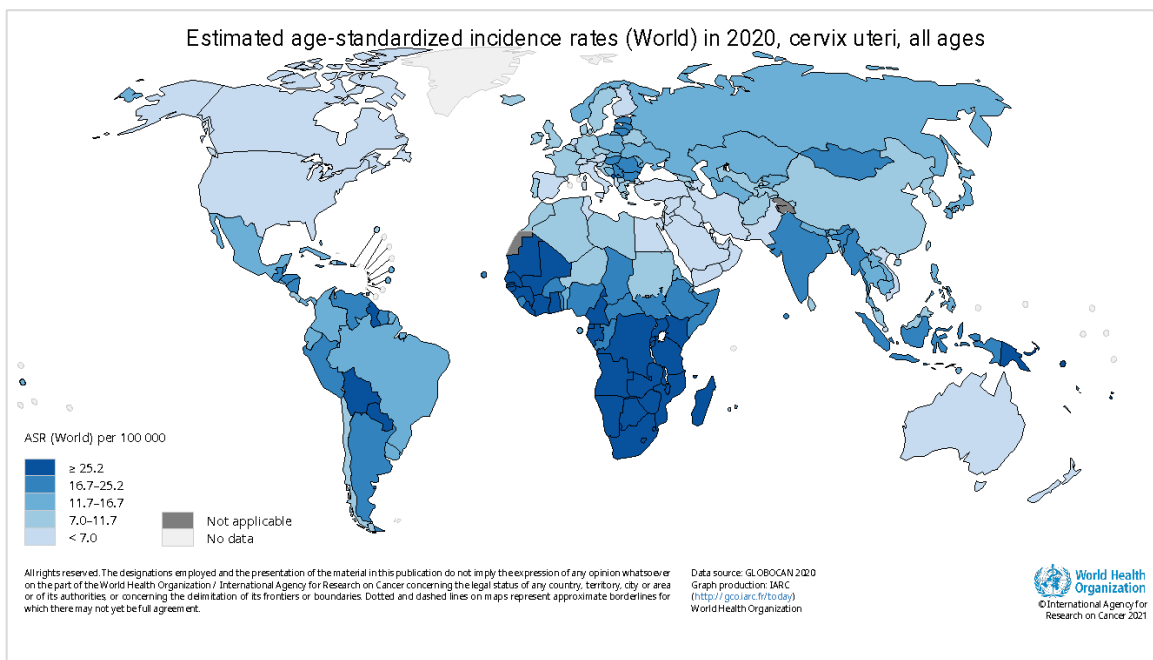 Estimated age-standardized incidence rates (World) in 2020, cervix uteri, all ages
ASR (World) per 100 000
≥ 25.2
16.7–25.2
11.7–16.7
7.0–11.7
< 7.0
Not applicable
No data
All rights reserved. The designations employed and the presentation of the material in this publication do not imply the expression of any opinion whatsoever
on the part of the World Health Organization / International Agency for Research on Cancer concerning the legal status of any country, territory, city or area
or of its authorities, or concerning the delimitation of its frontiers or boundaries. Dotted and dashed lines on maps represent approximate borderlines for
which there may not yet be full agreement.
Data source: GLOBOCAN 2020
Graph production: IARC
(http://gco.iarc.fr/today)
World Health Organization
World Health
Organization
© International Agency for
Research on Cancer 2021